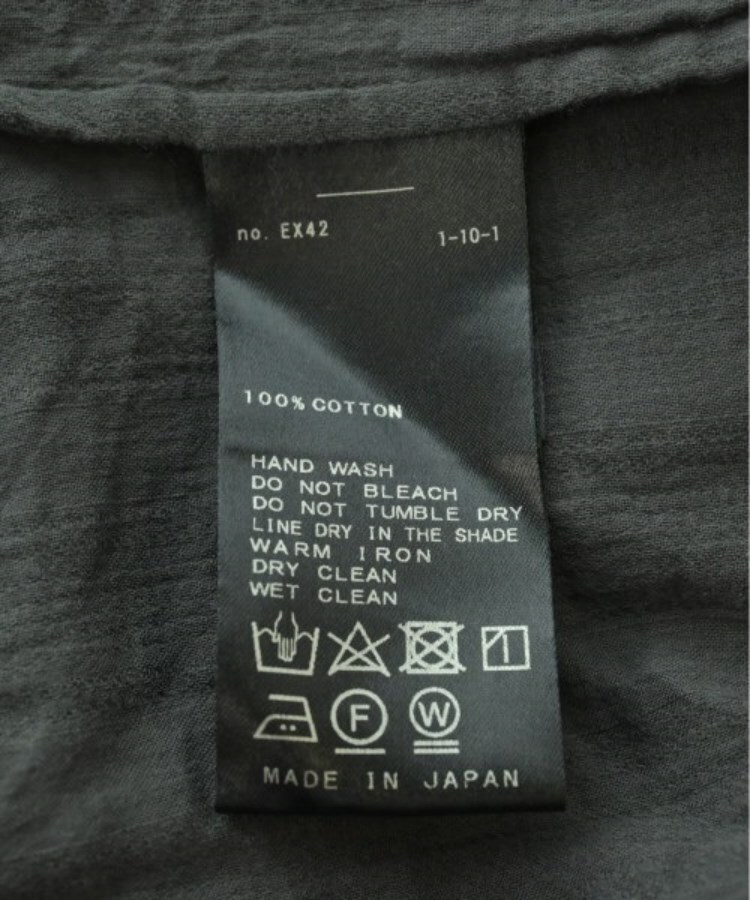 no. EX42 1-10-1
100% COTTON
HAND WASH
DO NOT BLEACH
DO NOT TUMBLE DRY
LINE DRY IN THE SHADE
WARM IRON
DRY CLEAN
WET CLEAN
F W
MADE IN JAPAN